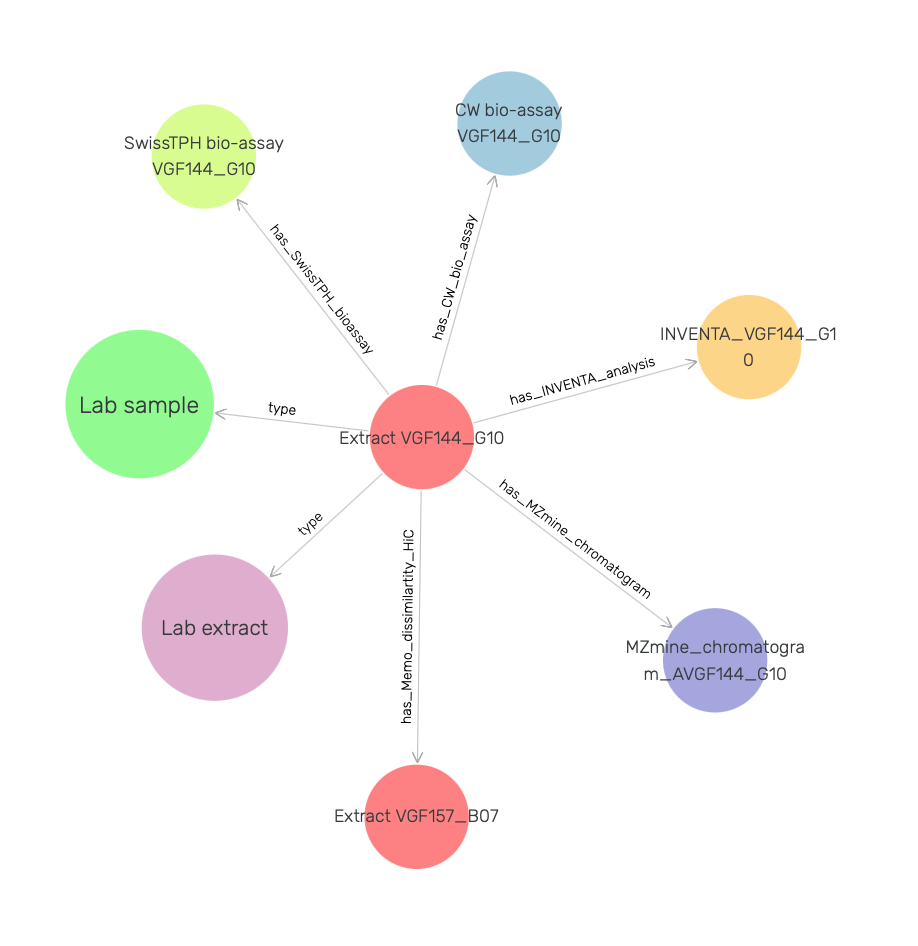 CW bio-assay
VGF144_G10
SwissTPH bio-assay
VGF144_G10
has_CW_bio_assay
has_SwissTPH_bioassay
INVENTA_VGF144_G1
0
has_INVENTA_analysis
Lab sample
type
Extract VGF144_G10
has_MZmine_chromatogram
type
has_Memo_dissimilartity_HiC
Lab extract
MZmine_chromatogra
m_AVGF144_G10
Extract VGF157_B07